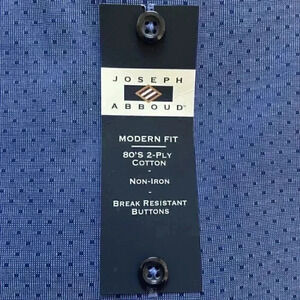 JOSEPH
ABBOUD
MODERN FIT
80'S 2-PLY
COTTON
-
NON-IRON
-
BREAK RESISTANT
BUTTONS